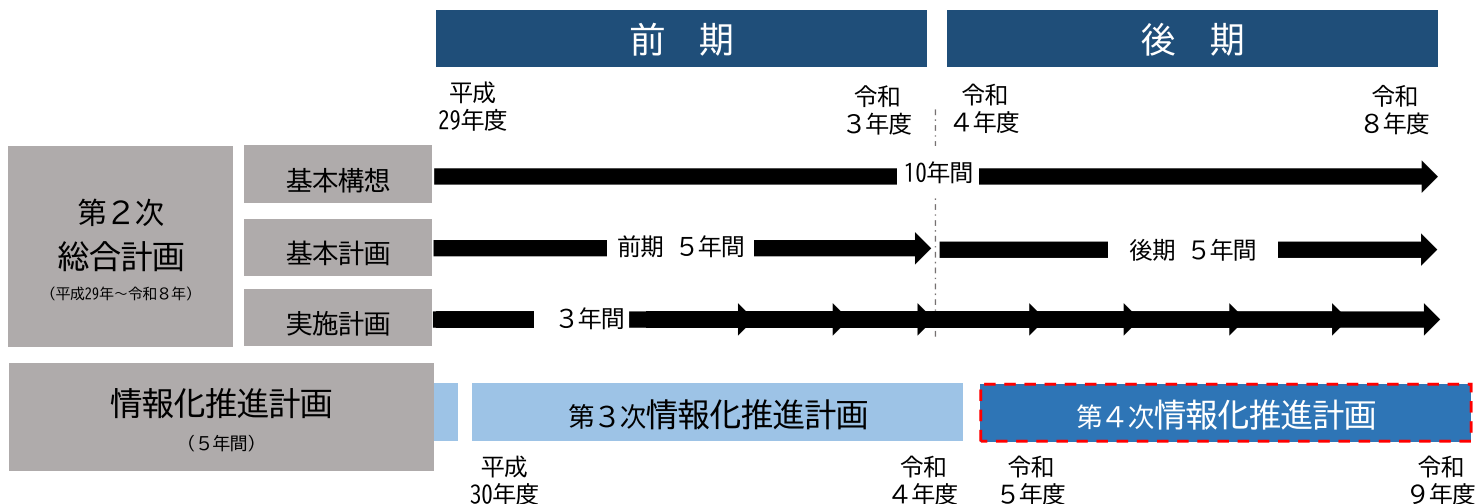 前　期
後　期
平成
29年度
令和
３年度
令和
４年度
令和
８年度
第２次
総合計画
（平成29年～令和８年）
基本構想
10年間
基本計画
前期 ５年間
後期 ５年間
実施計画
３年間
情報化推進計画
（５年間）
第３次情報化推進計画
第４次情報化推進計画
平成
30年度
令和
４年度
令和
５年度
令和
９年度